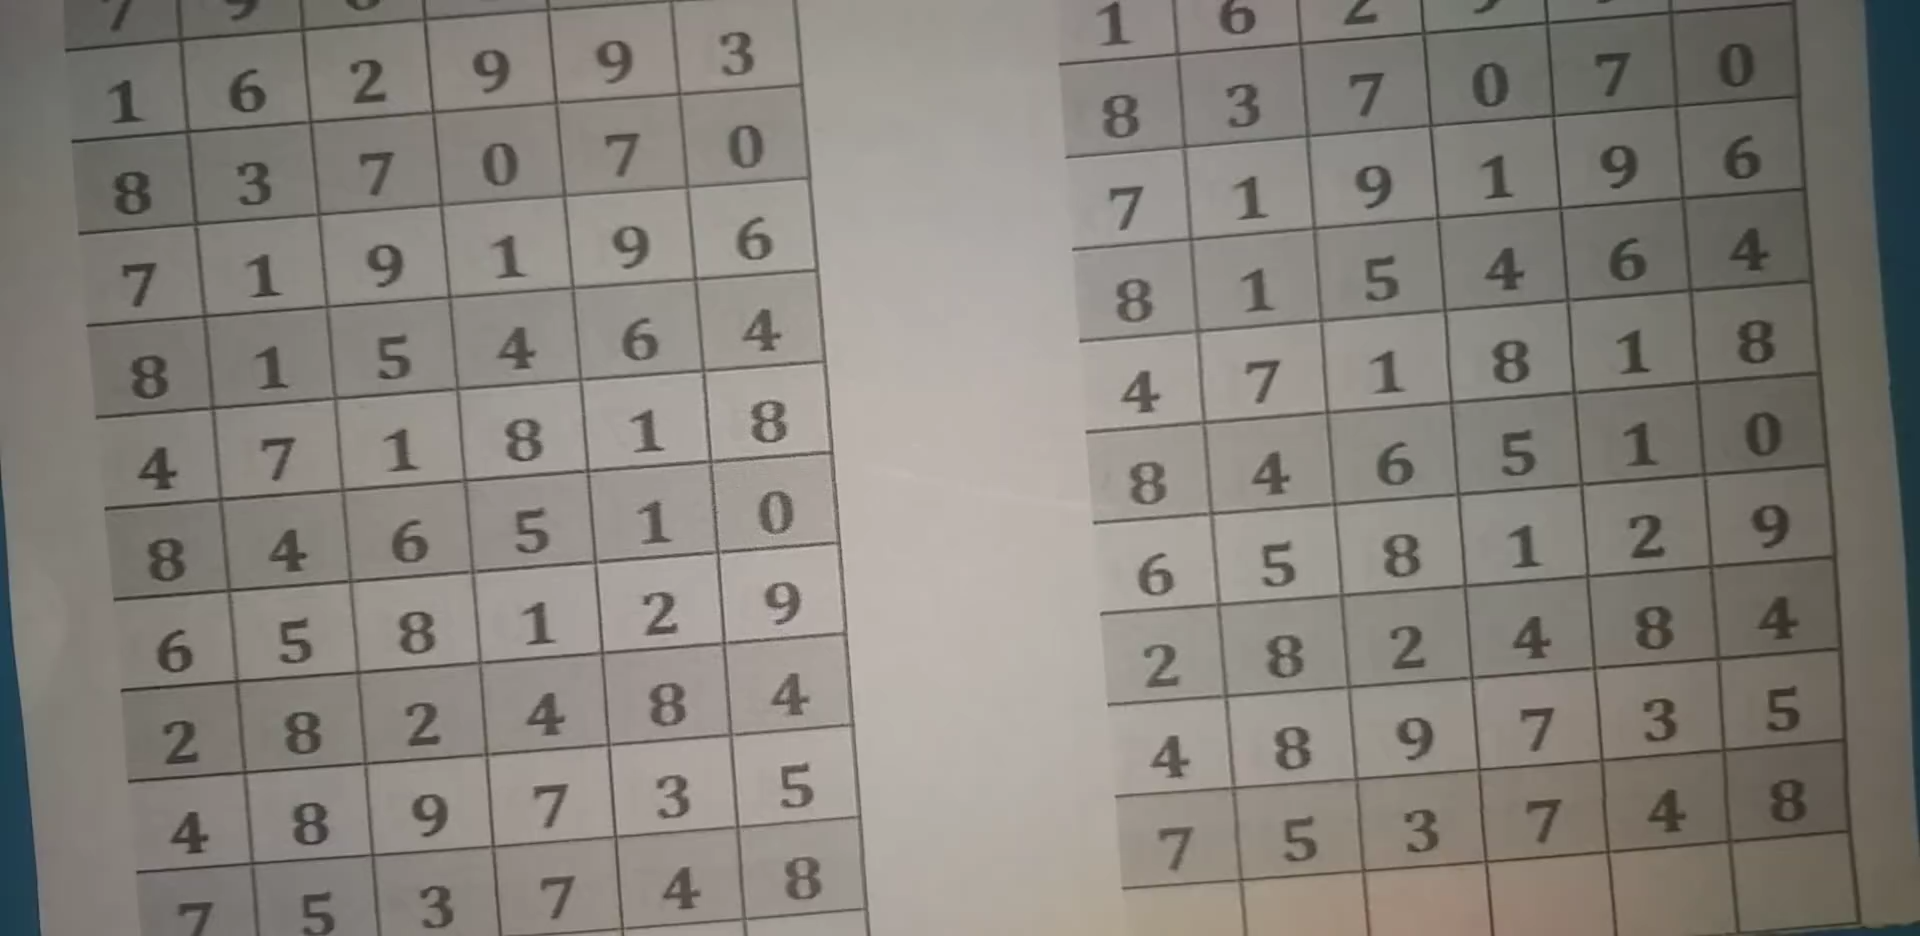 7 9
1 6 2 9 9 3
8 3 7 0 7 0
7 1 9 1 9 6
8 1 5 4 6 4
4 7 1 8 1 8
8 4 6 5 1 0
6 5 8 1 2 9
2 8 2 4 8 4
4 8 9 7 3 5
7 5 3 7 4 8
1 6 2
8 3 7 0 7 0
7 1 9 1 9 6
8 1 5 4 6 4
4 7 1 8 1 8
8 4 6 5 1 0
6 5 8 1 2 9
2 8 2 4 8 4
4 8 9 7 3 5
7 5 3 7 4 8